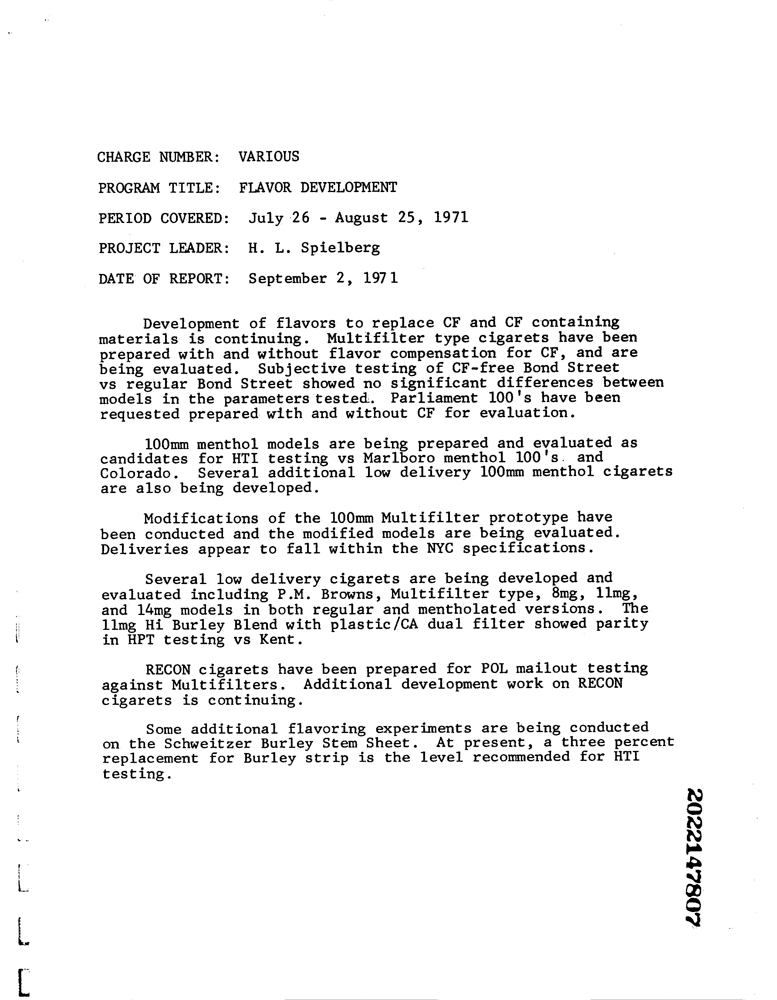 CHARGE NUMBER: VARIOUS
PROGRAM TITLE: FLAVOR DEVELOPMENT
PERIOD COVERED: July 26 - August 25, 1971
PROJECT LEADER: H. L. Spielberg
DATE OF REPORT: September 2, 1971
Development of flavors to replace CF and CF containing
materials is continuing. Multifilter type cigarets have been
prepared with and without flavor compensation for CF, and are
being evaluated. Subjective testing of CF-free Bond Street
vs regular Bond Street showed no significant differences between
models in the parameters tested. Parliament 100's have been
requested prepared with and without CF for evaluation.
100mm menthol models are being prepared and evaluated as
candidates for HTI testing vs Marlboro menthol 100's and
Colorado. Several additional low delivery 100mm menthol cigarets
are also being developed.
Modifications of the 100mm Multifilter prototype have
been conducted and the modified models are being evaluated.
Deliveries appear to fall within the NYC specifications.
Several low delivery cigarets are being developed and
evaluated including P.M. Browns, Multifilter type, 8mg, 11mg,
and 14mg models in both regular and mentholated versions. The
11mg Hi Burley Blend with plastic/CA dual filter showed parity
in HPT testing vs Kent.
RECON cigarets have been prepared for POL mailout testing
against Multifilters. Additional development work on RECON
cigarets is continuing.
Some additional flavoring experiments are being conducted
on the Schweitzer Burley Stem Sheet. At present, a three percent
replacement for Burley strip is the level recommended for HTI
testing.
2022147807